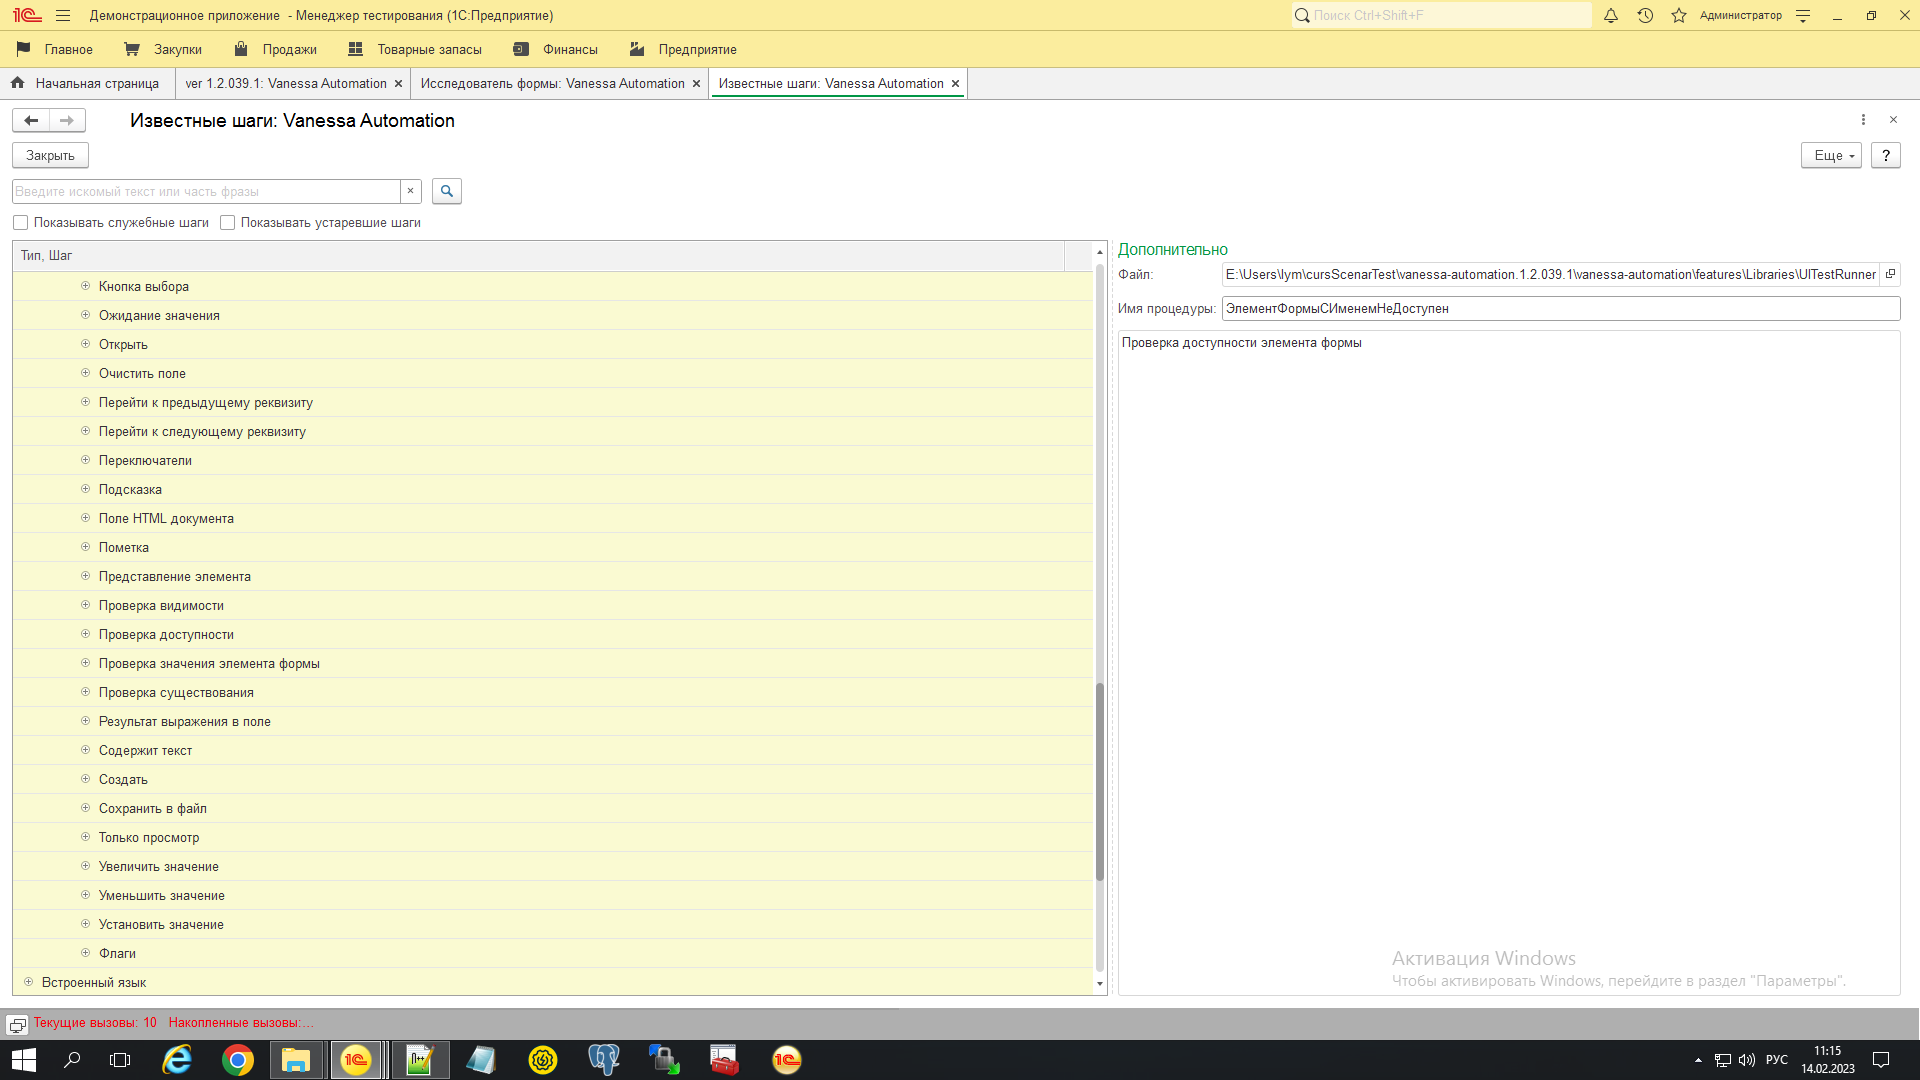 Демонстрационное приложение - Менеджер тестирования (1С:Предприятие)
Поиск Ctrl+Shift+F
Администратор
Главное
Закупки
Продажи
Товарные запасы
Финансы
Предприятие
Начальная страница
ver 1.2.039.1: Vanessa Automation
Исследователь формы: Vanessa Automation
Известные шаги: Vanessa Automation
Известные шаги: Vanessa Automation
Закрыть
Еще
?
Введите искомый текст или часть фразы
Показывать служебные шаги
Показывать устаревшие шаги
Тип, Шаг
Кнопка выбора
Ожидание значения
Открыть
Очистить поле
Перейти к предыдущему реквизиту
Перейти к следующему реквизиту
Переключатели
Подсказка
Поле HTML документа
Пометка
Представление элемента
Проверка видимости
Проверка доступности
Проверка значения элемента формы
Проверка существования
Результат выражения в поле
Содержит текст
Создать
Сохранить в файл
Только просмотр
Увеличить значение
Уменьшить значение
Установить значение
Флаги
Встроенный язык
Дополнительно
Файл: E:\Users\lym\cursScenarTest\vanessa-automation.1.2.039.1\vanessa-automation\features\Libraries\UITestRunner
Имя процедуры: ЭлементФормыСИменемНеДоступен
Проверка доступности элемента формы
Активация Windows
Чтобы активировать Windows, перейдите в раздел "Параметры".
Текущие вызовы: 10 Накопленные вызовы:...
РУС
11:15
14.02.2023